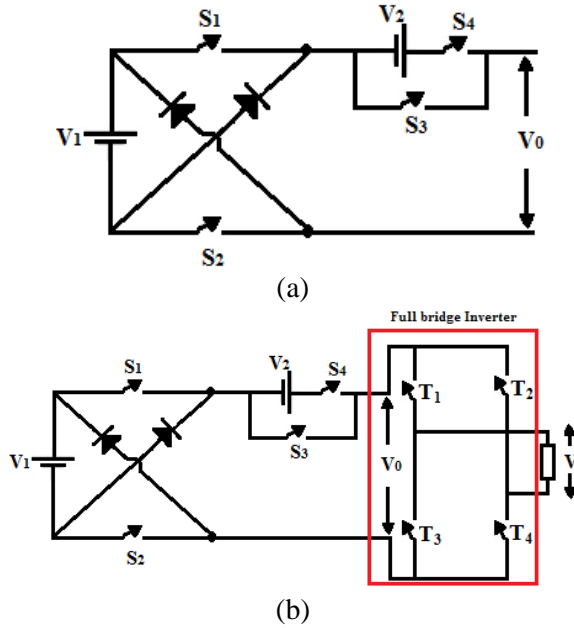 S1
V2
S4
V1
S3
V0
S2
(a)
Full bridge Inverter
S1
V2
S4
T1
T2
V1
S3
V0
V
S2
T3
T4
(b)